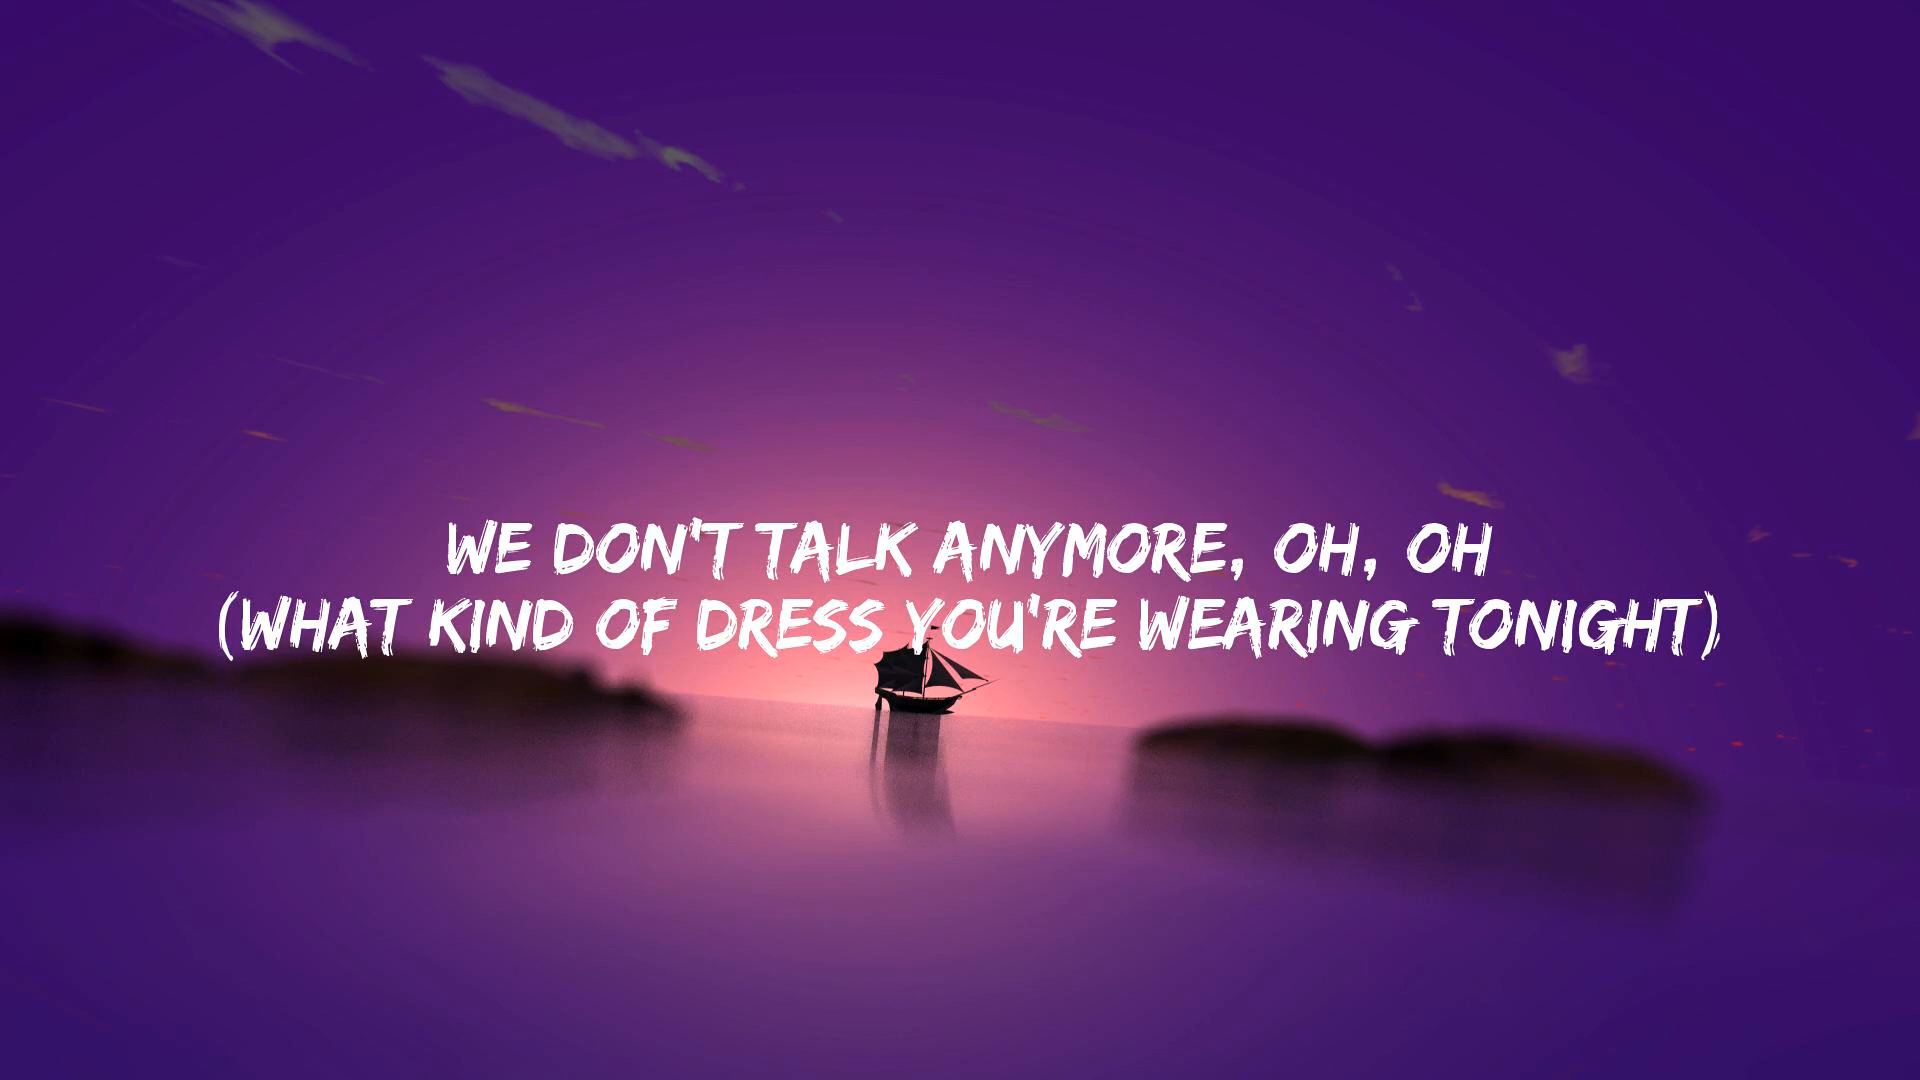 WE DON'T TALK ANYMORE, OH, OH
(WHAT KIND OF DRESS YOU'RE WEARING TONIGHT)